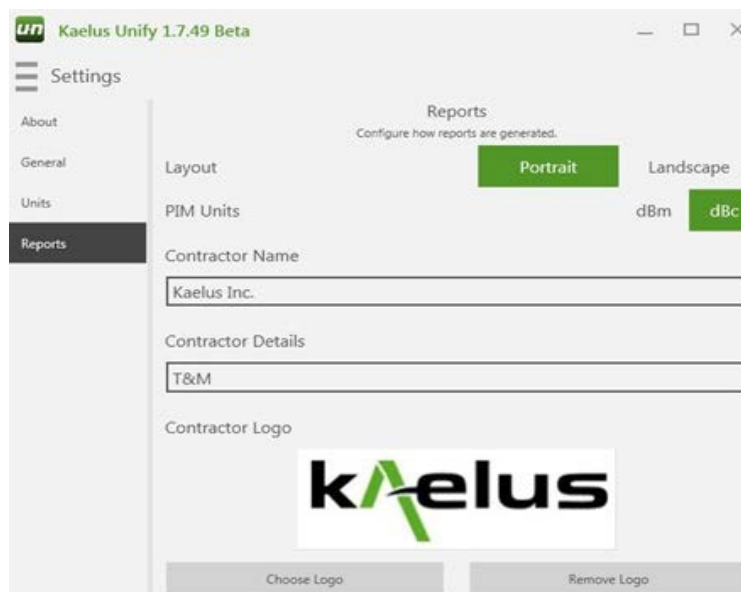 un Kaelus Unify 1.7.49 Beta
Settings
About
General
Units
Reports
Reports
Configure how reports are generated.
Layout Portrait Landscape
PIM Units dBm dBc
Contractor Name
Kaelus Inc.
Contractor Details
T&M
Contractor Logo
kAelus
Choose Logo Remove Logo